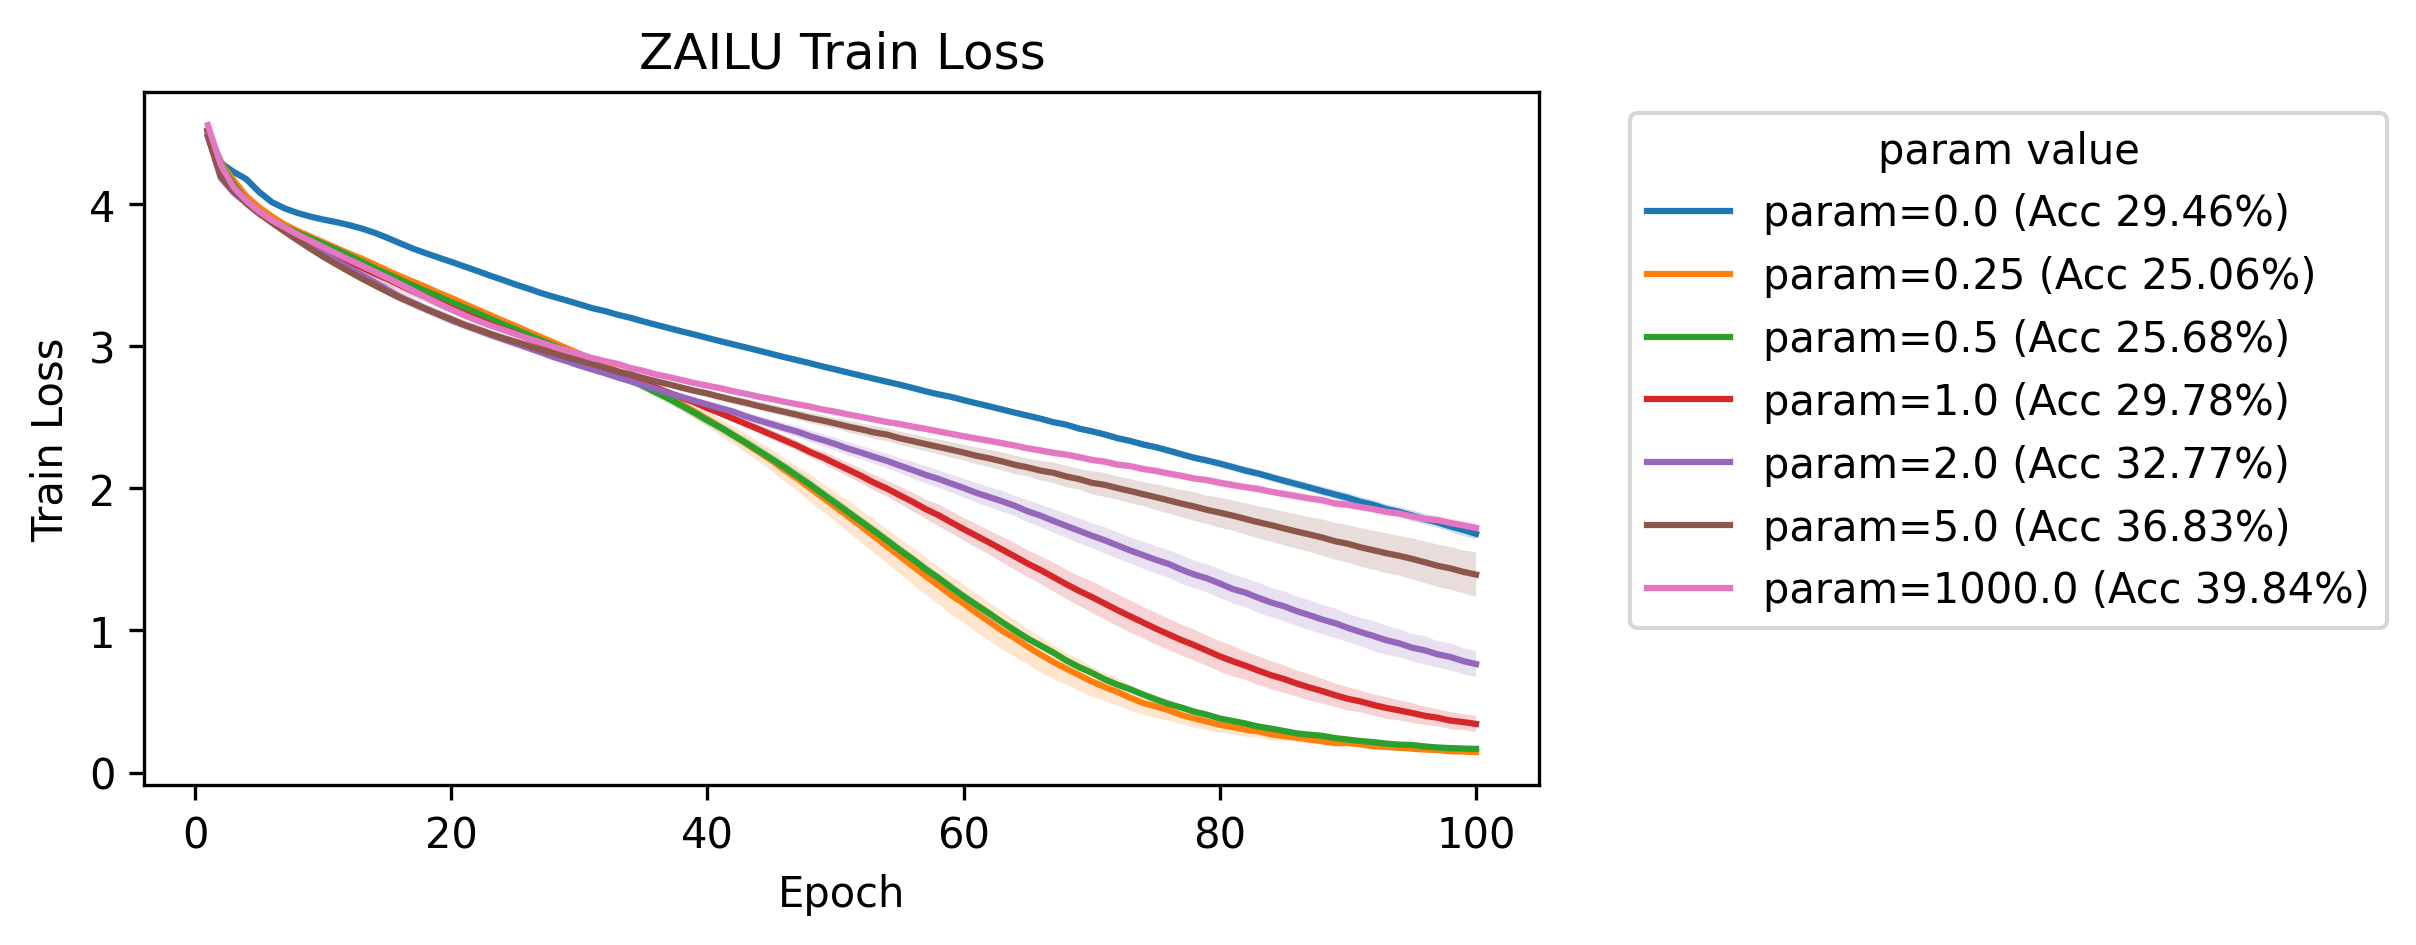 ZAILU Train Loss
Train Loss
4
3
2
1
0
0 20 40 60 80 100
Epoch
param value
param=0.0 (Acc 29.46%)
param=0.25 (Acc 25.06%)
param=0.5 (Acc 25.68%)
param=1.0 (Acc 29.78%)
param=2.0 (Acc 32.77%)
param=5.0 (Acc 36.83%)
param=1000.0 (Acc 39.84%)